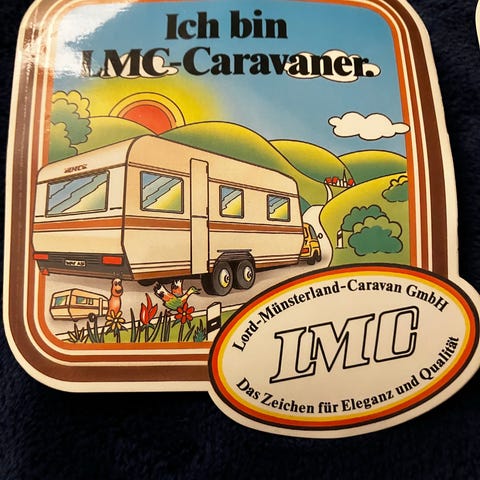 Ich bin
LMC-Caravaner.
Lord-Münsterland-Caravan GmbH
LMC
Das Zeichen für Eleganz und Qualität